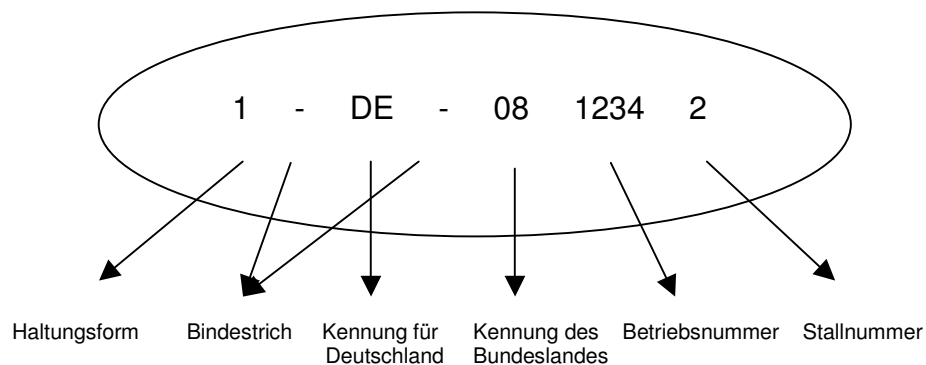 1 - DE - 08 1234 2
Haltungsform Bindestrich Kennung für Kennung des Betriebsnummer Stallnummer
Deutschland Bundeslandes